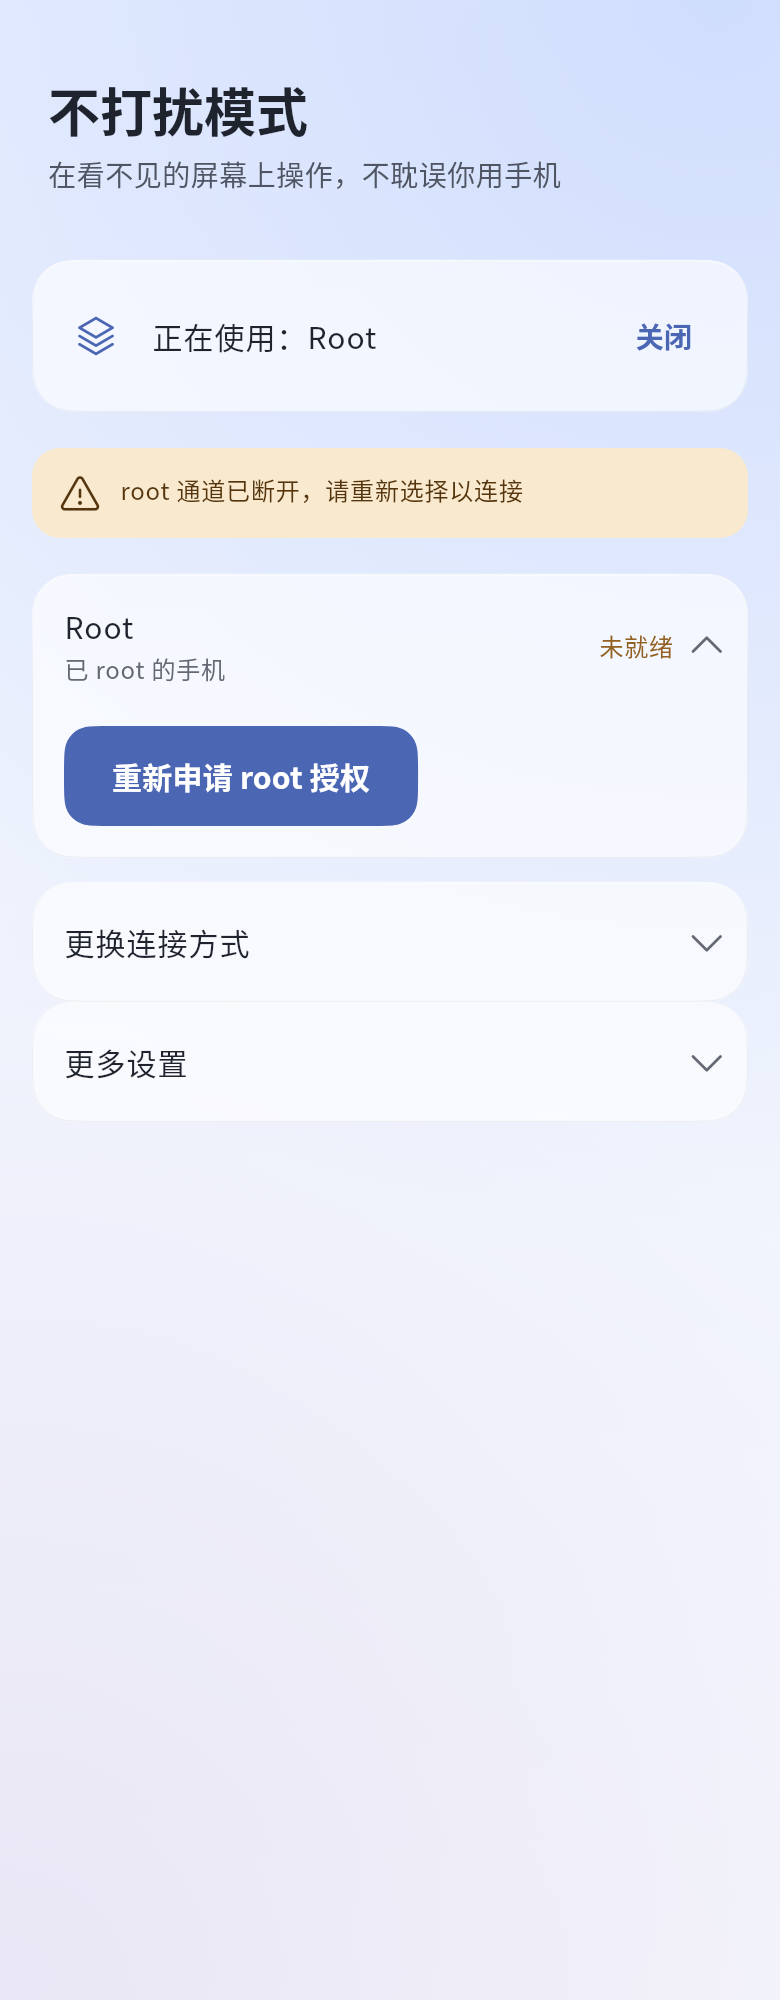 不打扰模式
在看不见的屏幕上操作，不耽误你用手机
正在使用：Root
关闭
root 通道已断开，请重新选择以连接
Root
已 root 的手机
未就绪
重新申请 root 授权
更换连接方式
更多设置